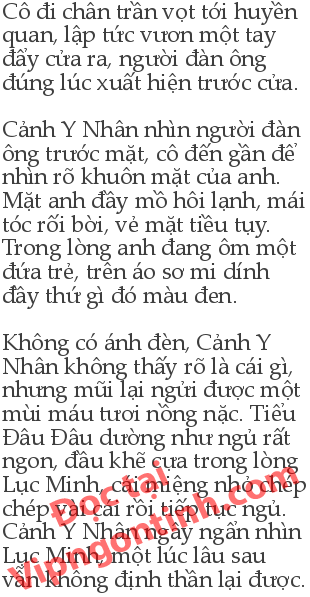 Cô đi chân trần vọt tới huyền
quan, lập tức vươn một tay
đẩy cửa ra, người đàn ông
đúng lúc xuất hiện trước cửa.

Cảnh Y Nhân nhìn người đàn
ông trước mặt, cô đến gần để
nhìn rõ khuôn mặt của anh.
Mặt anh đầy mồ hôi lạnh, mái
tóc rối bời, vẻ mặt tiều tụy.
Trong lòng anh đang ôm một
đứa trẻ, trên áo sơ mi dính
đầy thứ gì đó màu đen.

Không có ánh đèn, Cảnh Y
Nhân không thấy rõ là cái gì,
nhưng mũi lại ngửi được một
mùi máu tươi nồng nặc. Tiểu
Đâu Đâu dường như ngủ rất
ngon, đầu khẽ cựa trong lòng
Lục Minh, cái miệng nhỏ chép
chép vài cái rồi tiếp tục ngủ.
Cảnh Y Nhân ngây ngẩn nhìn
Lục Minh, một lúc lâu sau
vẫn không định thần lại được.
Đọc tại
Vipngontinh.com